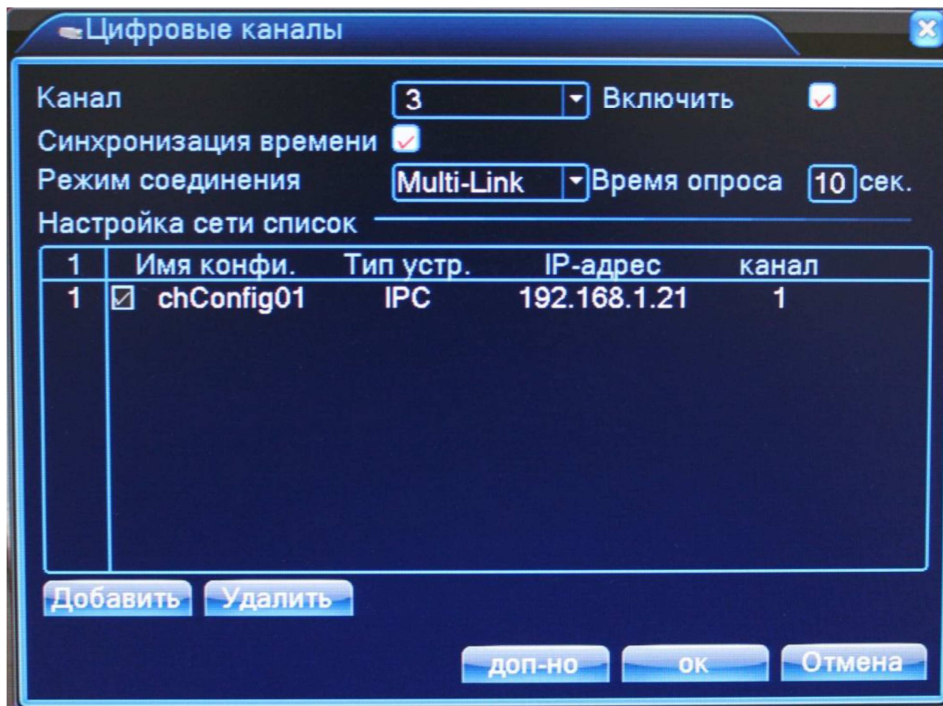 Цифровые каналы
Канал 3 Включить
Синхронизация времени
Режим соединения Multi-Link Время опроса 10 сек.
Настройка сети список
1 Имя конфи. Тип устр. IP-адрес канал
1 chConfig01 IPC 192.168.1.21 1
Добавить Удалить
доп-но ок Отмена